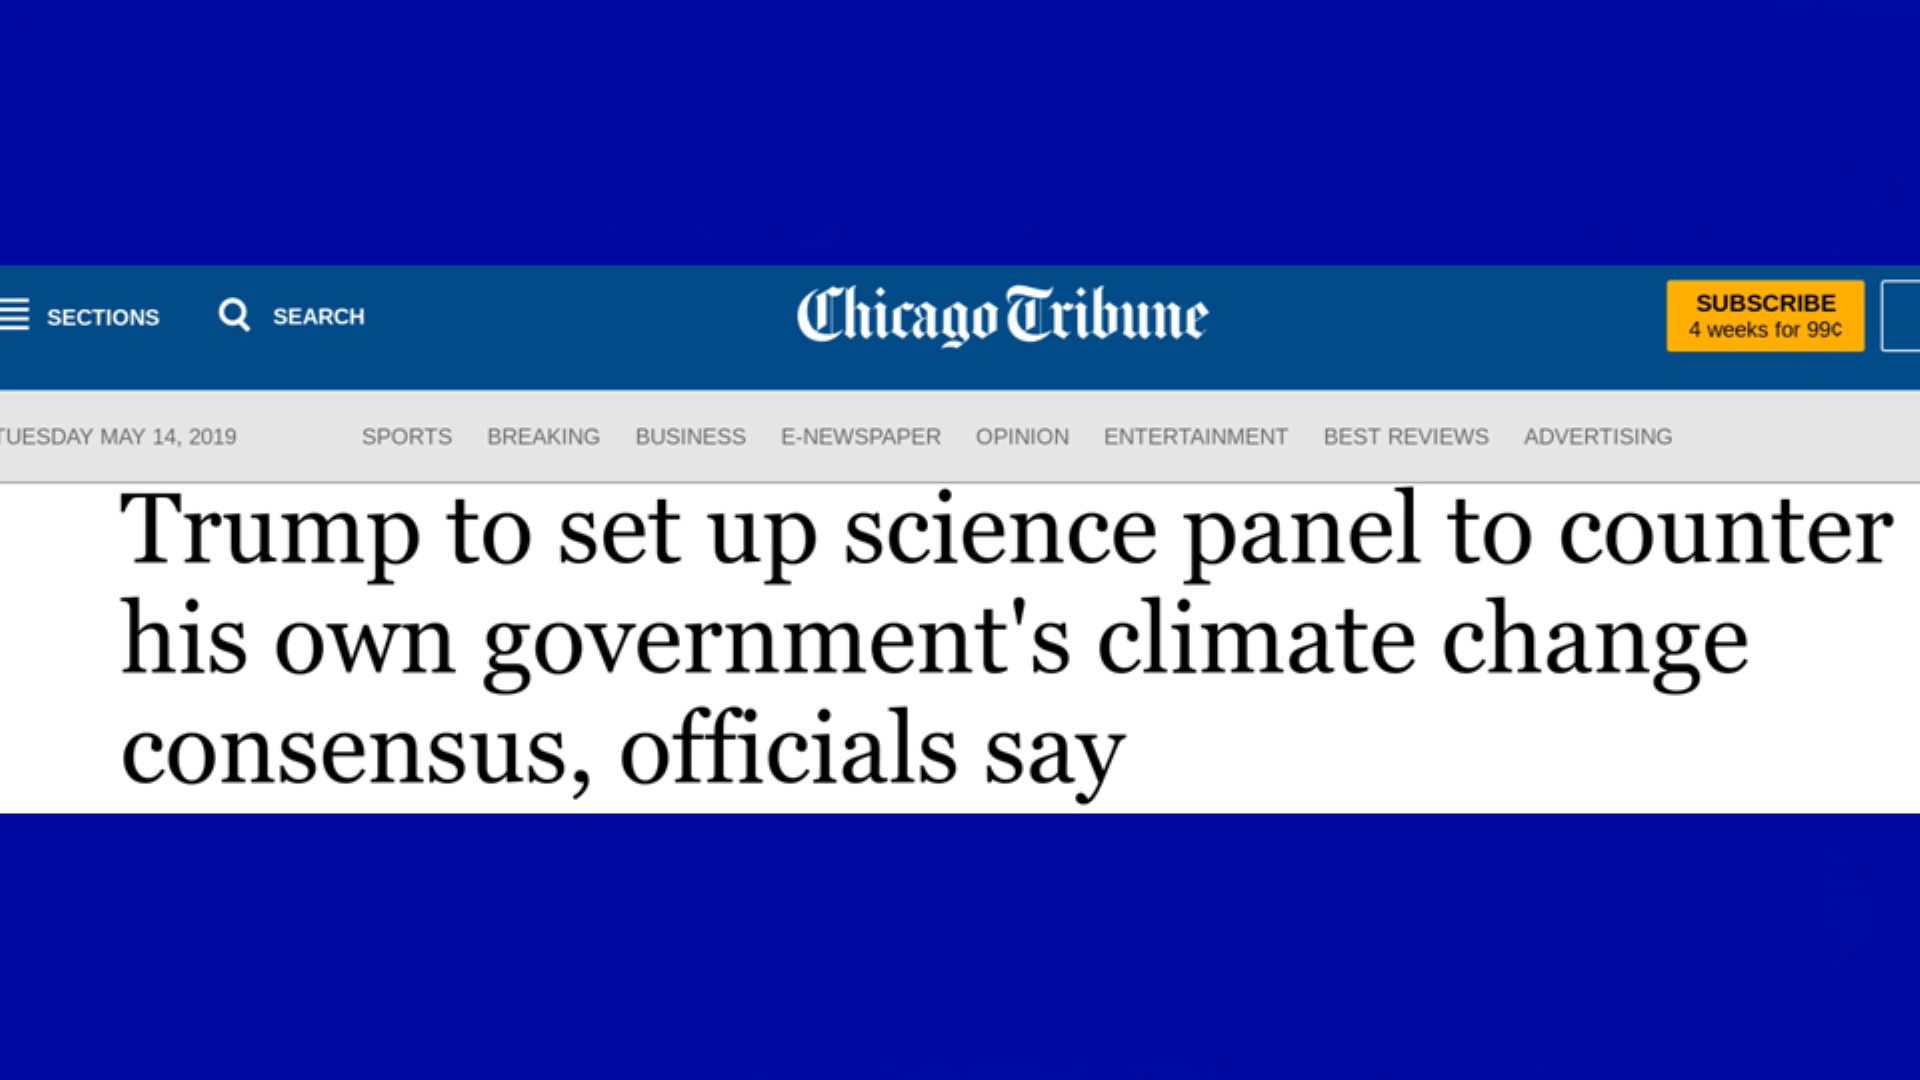 SECTIONS SEARCH Chicago Tribune SUBSCRIBE
4 weeks for 99¢
TUESDAY MAY 14, 2019 SPORTS BREAKING BUSINESS E-NEWSPAPER OPINION ENTERTAINMENT BEST REVIEWS ADVERTISING
Trump to set up science panel to counter
his own government's climate change
consensus, officials say